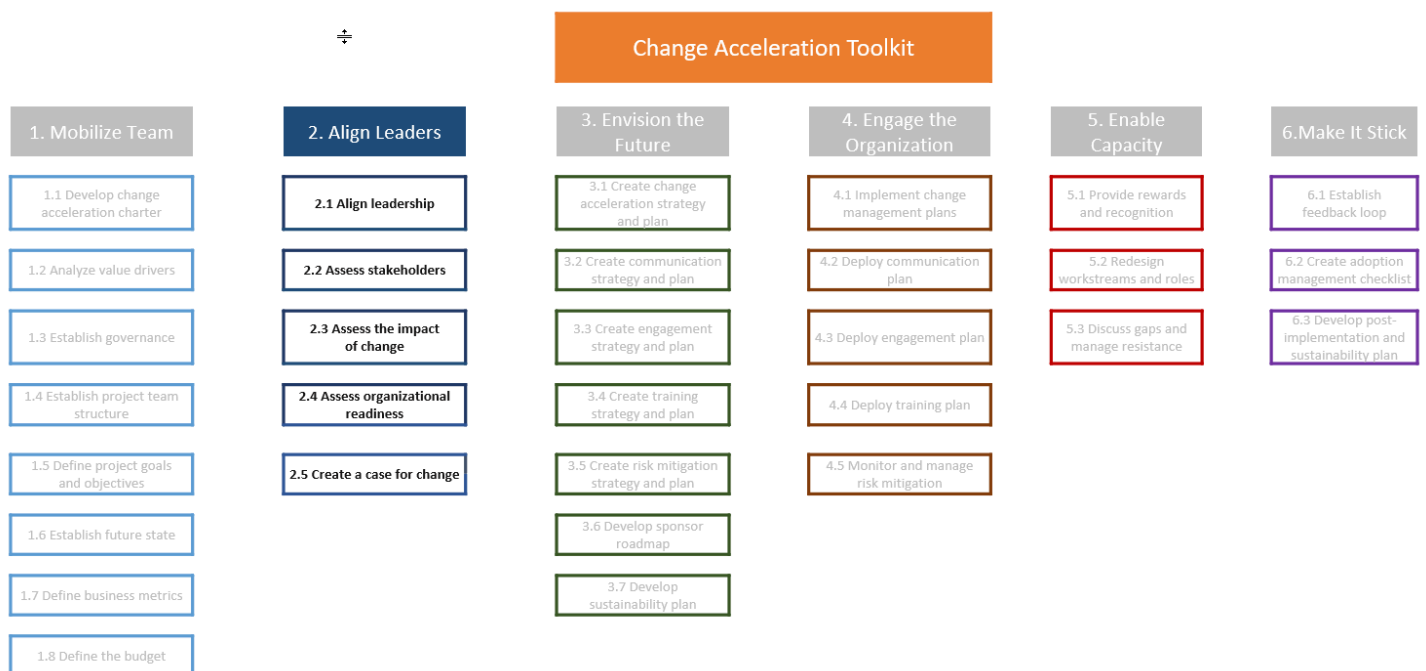 Change Acceleration Toolkit
1. Mobilize Team
1.1 Develop change
acceleration charter
1.2 Analyze value drivers
1.3 Establish governance
1.4 Establish project team
structure
1.5 Define project goals
and objectives
1.6 Establish future state
1.7 Define business metrics
1.8 Define the budget
2. Align Leaders
2.1 Align leadership
2.2 Assess stakeholders
2.3 Assess the impact
of change
2.4 Assess organizational
readiness
2.5 Create a case for change
3. Envision the
Future
3.1 Create change
acceleration strategy
and plan
3.2 Create communication
strategy and plan
3.3 Create engagement
strategy and plan
3.4 Create training
strategy and plan
3.5 Create risk mitigation
strategy and plan
3.6 Develop sponsor
roadmap
3.7 Develop
sustainability plan
4. Engage the
Organization
4.1 Implement change
management plans
4.2 Deploy communication
plan
4.3 Deploy engagement plan
4.4 Deploy training plan
4.5 Monitor and manage
risk mitigation
5. Enable
Capacity
5.1 Provide rewards
and recognition
5.2 Redesign
workstreams and roles
5.3 Discuss gaps and
manage resistance
6.Make It Stick
6.1 Establish
feedback loop
6.2 Create adoption
management checklist
6.3 Develop post-
implementation and
sustainability plan